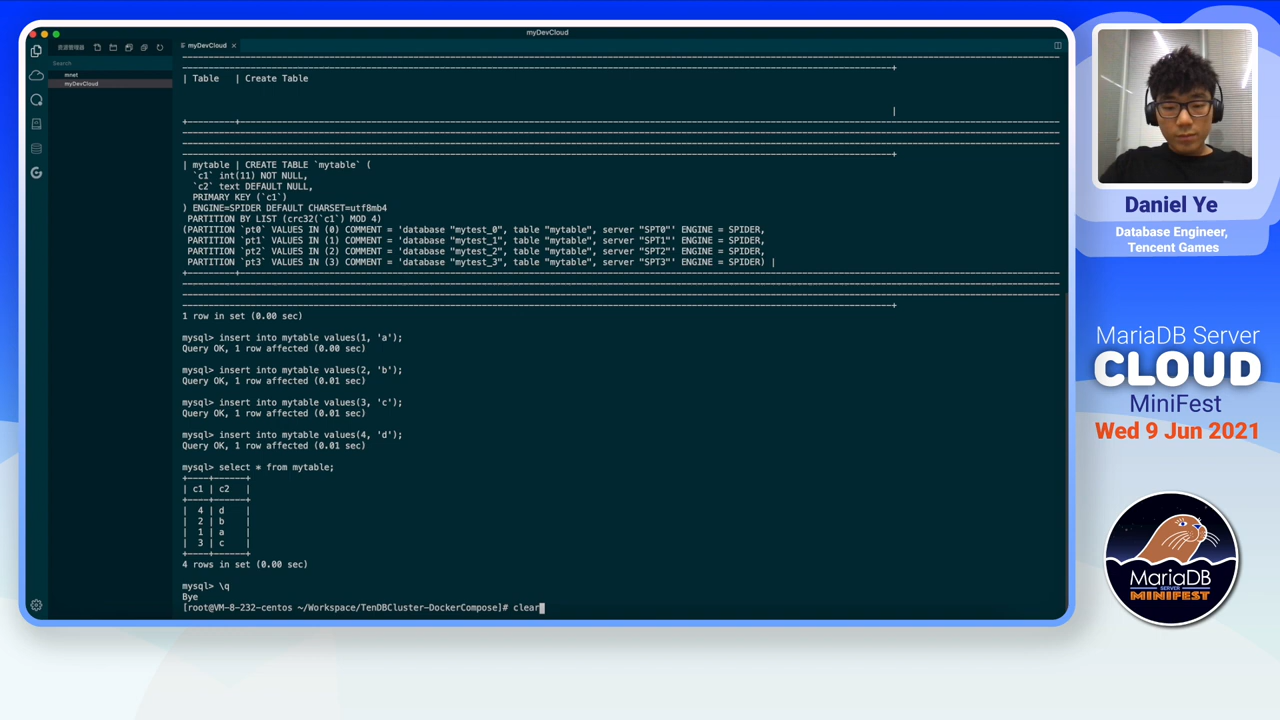 myDevCloud
资源管理器
myDevCloud ×
Search
mnet
myDevCloud
| Table | Create Table
|
| mytable | CREATE TABLE `mytable` (
`c1` int(11) NOT NULL,
`c2` text DEFAULT NULL,
PRIMARY KEY (`c1`)
) ENGINE=SPIDER DEFAULT CHARSET=utf8mb4
PARTITION BY LIST (crc32(`c1`) MOD 4)
(PARTITION `pt0` VALUES IN (0) COMMENT = 'database "mytest_0", table "mytable", server "SPT0"' ENGINE = SPIDER,
PARTITION `pt1` VALUES IN (1) COMMENT = 'database "mytest_1", table "mytable", server "SPT1"' ENGINE = SPIDER,
PARTITION `pt2` VALUES IN (2) COMMENT = 'database "mytest_2", table "mytable", server "SPT2"' ENGINE = SPIDER,
PARTITION `pt3` VALUES IN (3) COMMENT = 'database "mytest_3", table "mytable", server "SPT3"' ENGINE = SPIDER) |
1 row in set (0.00 sec)
mysql> insert into mytable values(1, 'a');
Query OK, 1 row affected (0.00 sec)
mysql> insert into mytable values(2, 'b');
Query OK, 1 row affected (0.01 sec)
mysql> insert into mytable values(3, 'c');
Query OK, 1 row affected (0.01 sec)
mysql> insert into mytable values(4, 'd');
Query OK, 1 row affected (0.01 sec)
mysql> select * from mytable;
+----+------+
| c1 | c2 |
+----+------+
| 4 | d |
| 2 | b |
| 1 | a |
| 3 | c |
+----+------+
4 rows in set (0.00 sec)
mysql> \q
Bye
[root@VM-8-232-centos ~/Workspace/TenDBCluster-DockerCompose]# clear
Daniel Ye
Database Engineer,
Tencent Games
MariaDB Server
CLOUD
MiniFest
Wed 9 Jun 2021
MariaDB
SERVER
MINIFEST